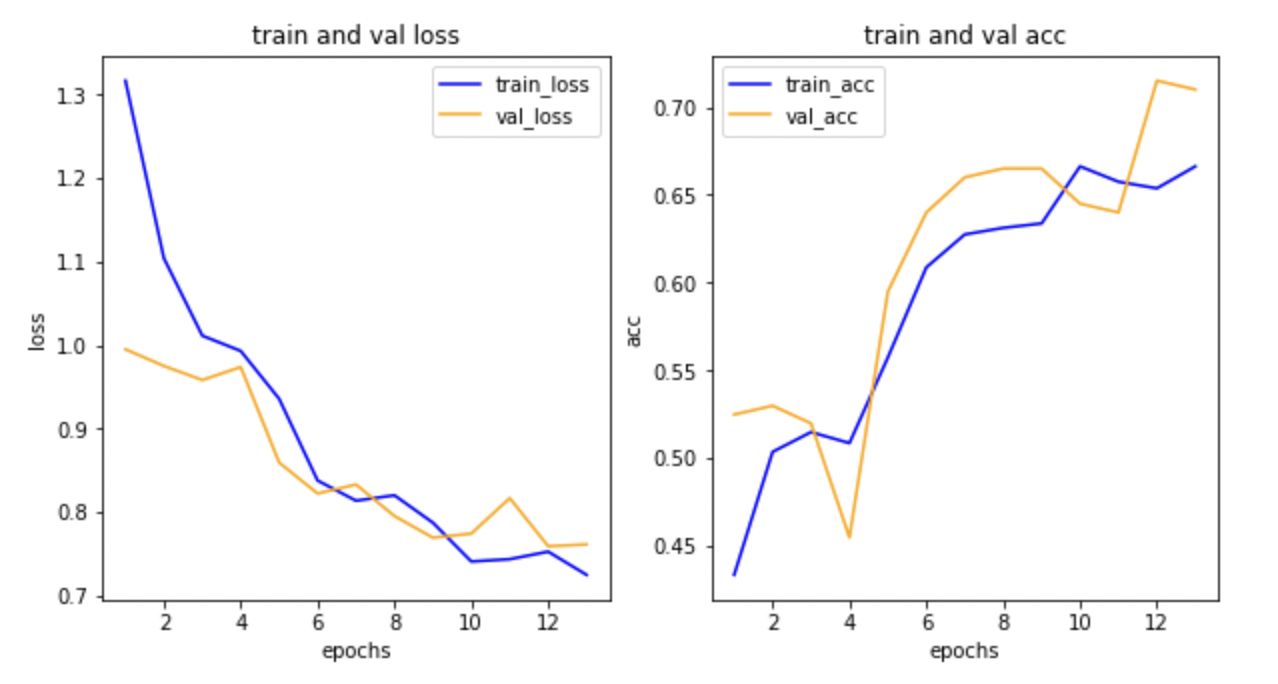 train and val loss
train_loss
val_loss
1.3
1.2
1.1
1.0
0.9
0.8
0.7
loss
2 4 6 8 10 12
epochs
train and val acc
train_acc
val_acc
0.70
0.65
0.60
0.55
0.50
0.45
acc
2 4 6 8 10 12
epochs